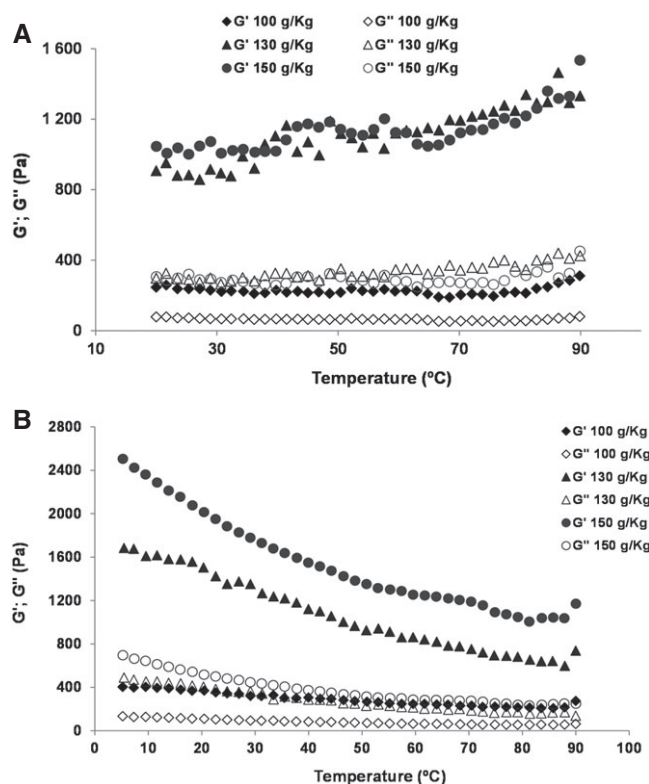 A
G' 100 g/Kg
G'' 100 g/Kg
G' 130 g/Kg
G'' 130 g/Kg
G' 150 g/Kg
G'' 150 g/Kg
G'; G'' (Pa)
1 600
1200
800
400
0
10
30
50
70
90
Temperature (ºC)
B
G' 100 g/Kg
G'' 100 g/Kg
G' 130 g/Kg
G'' 130 g/Kg
G' 150 g/Kg
G'' 150 g/Kg
G'; G'' (Pa)
2800
2400
2000
1600
1200
800
400
0
0
10
20
30
40
50
60
70
80
90
100
Temperature (ºC)